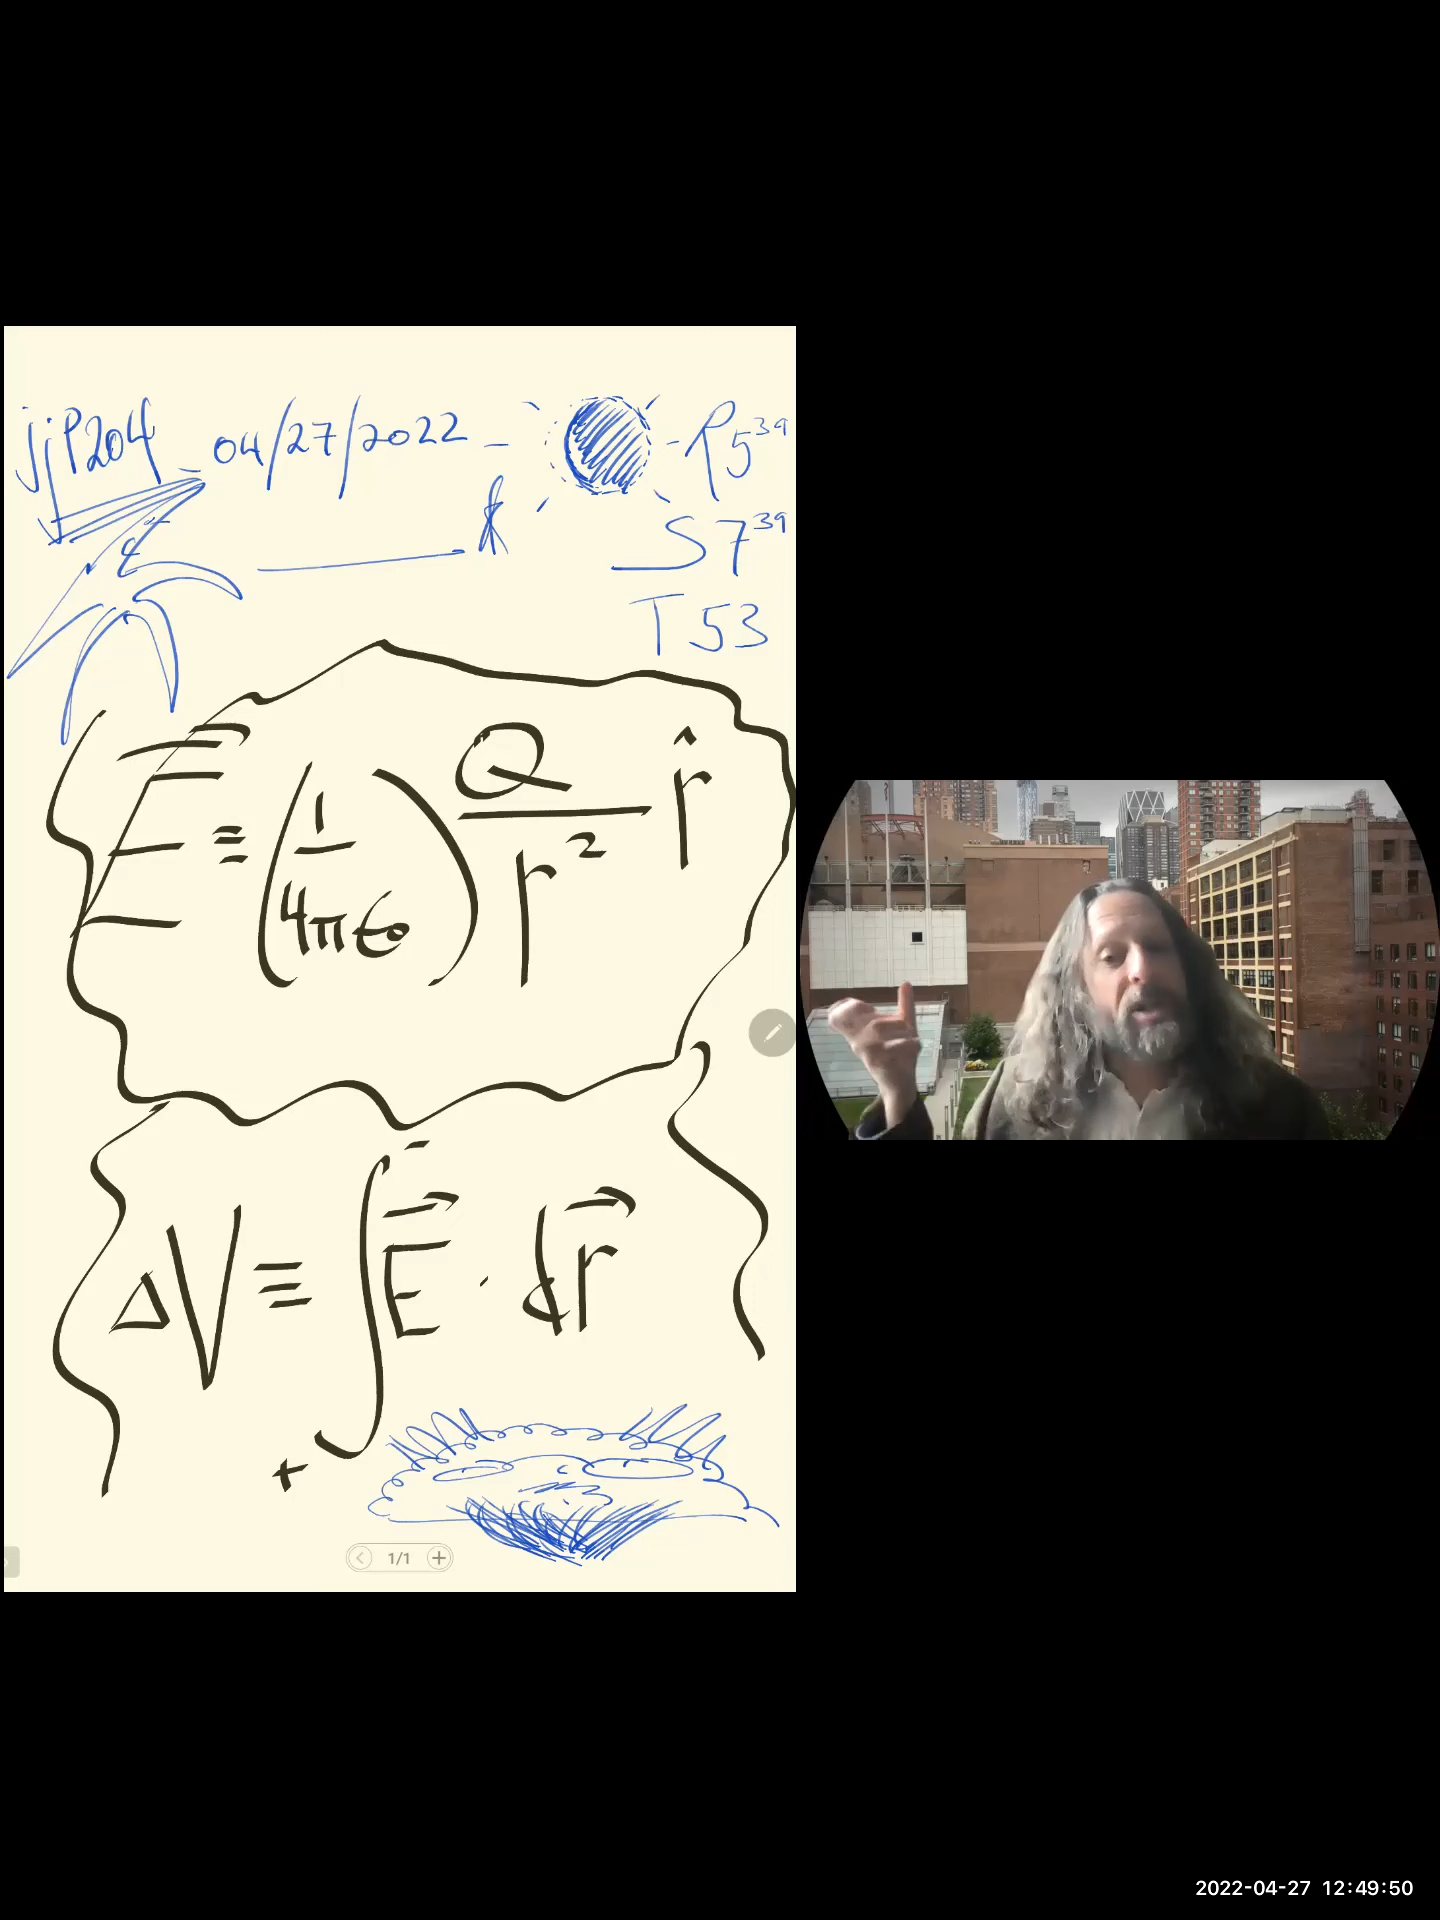 jjP204 - 04/27/2022 - - R5³⁹
S7³⁹
T 53
E⃗ = (1/4πε₀) Q/r² r̂
ΔV ≡ ∫₊⁻ E⃗ · dr⃗
1/1
2022-04-27 12:49:50